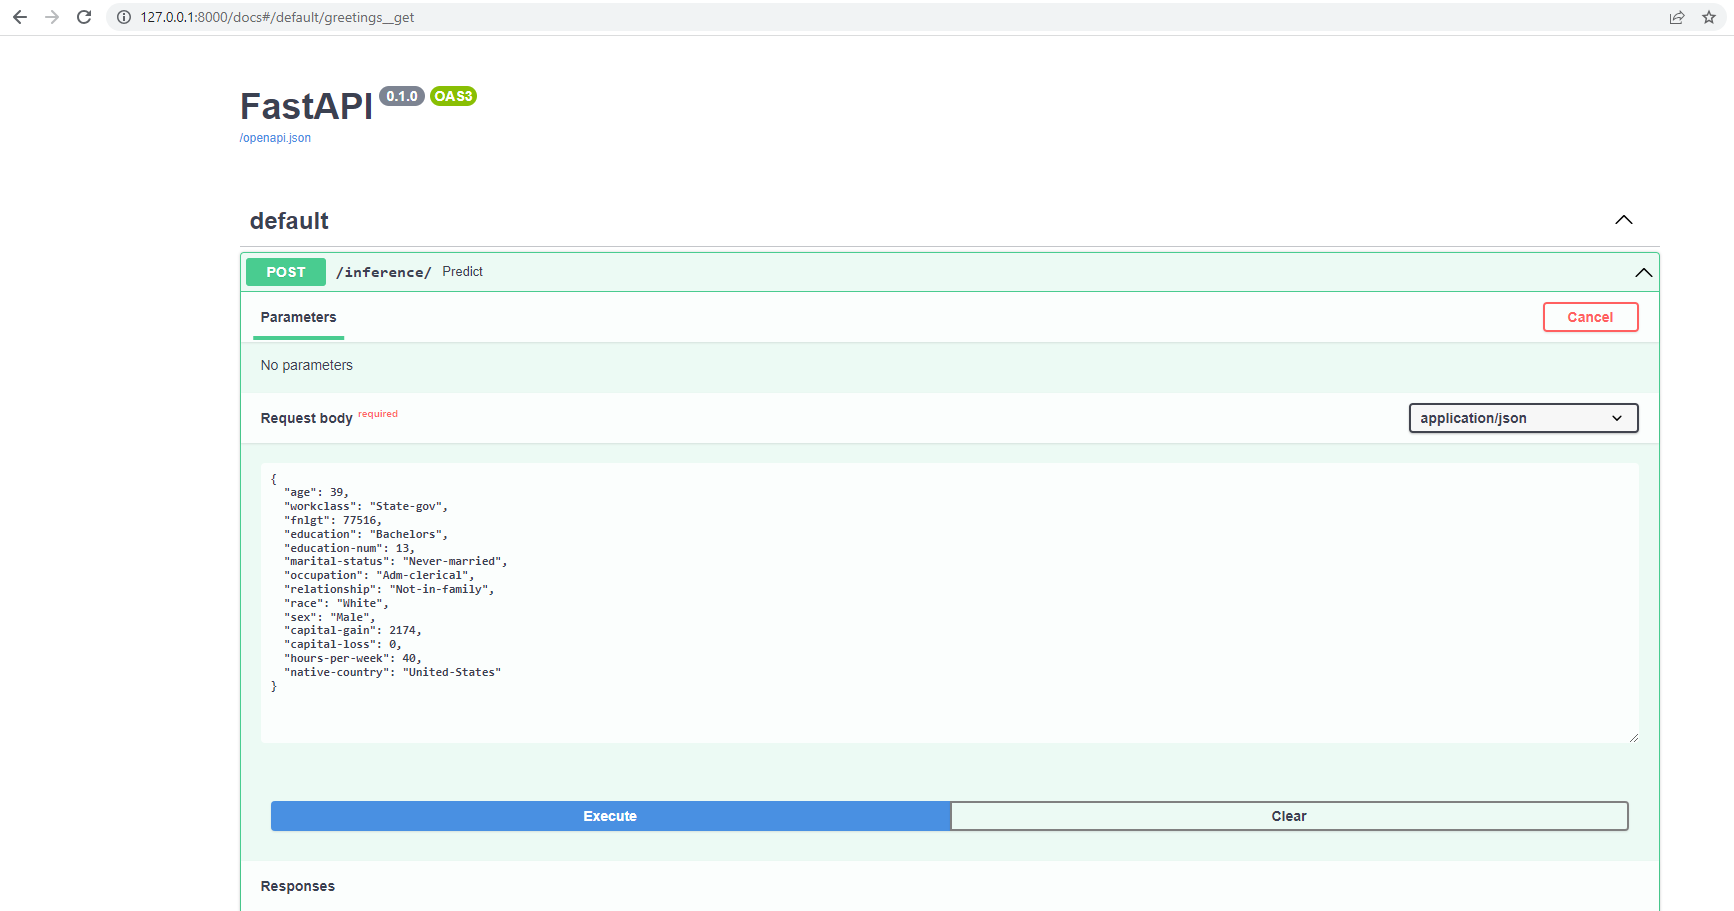 127.0.0.1:8000/docs#/default/greetings__get
FastAPI 0.1.0 OAS3
/openapi.json
default
POST /inference/ Predict
Parameters Cancel
No parameters
Request body required application/json
{
"age": 39,
"workclass": "State-gov",
"fnlgt": 77516,
"education": "Bachelors",
"education-num": 13,
"marital-status": "Never-married",
"occupation": "Adm-clerical",
"relationship": "Not-in-family",
"race": "White",
"sex": "Male",
"capital-gain": 2174,
"capital-loss": 0,
"hours-per-week": 40,
"native-country": "United-States"
}
Execute Clear
Responses